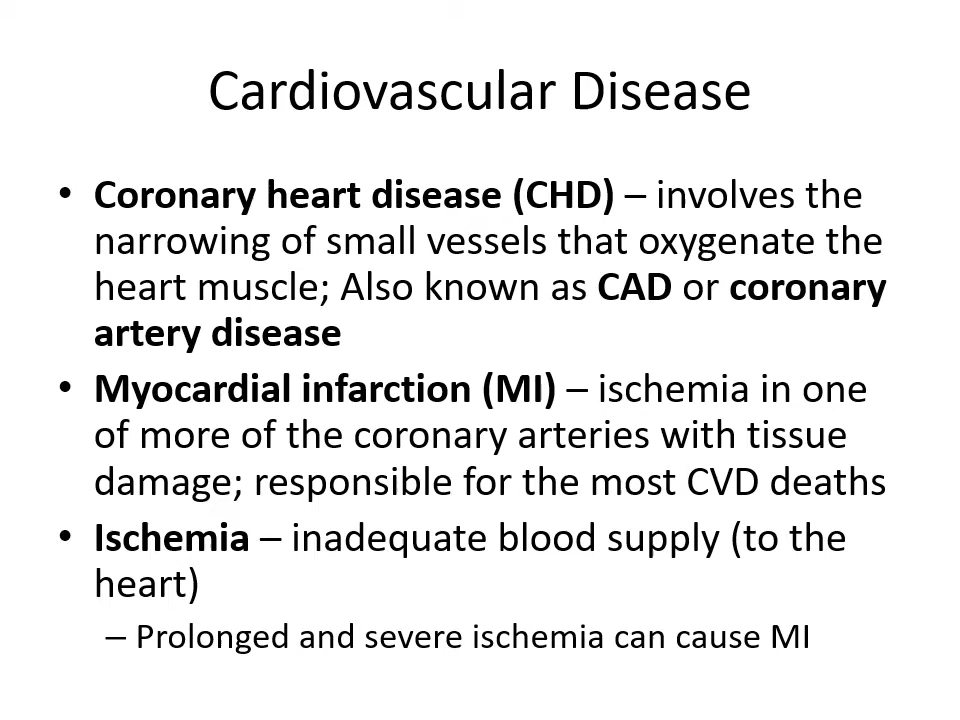 Cardiovascular Disease
• Coronary heart disease (CHD) – involves the
narrowing of small vessels that oxygenate the
heart muscle; Also known as CAD or coronary
artery disease
• Myocardial infarction (MI) – ischemia in one
of more of the coronary arteries with tissue
damage; responsible for the most CVD deaths
• Ischemia – inadequate blood supply (to the
heart)
– Prolonged and severe ischemia can cause MI